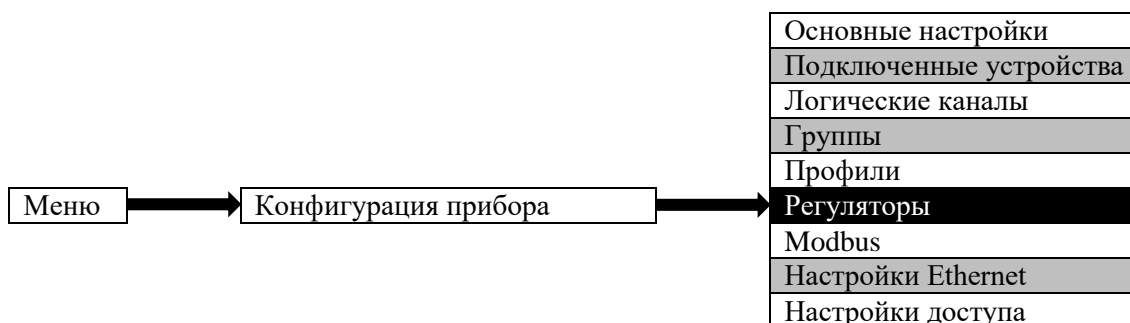 Основные настройки
Подключенные устройства
Логические каналы
Группы
Профили
Меню
Конфигурация прибора
Регуляторы
Modbus
Настройки Ethernet
Настройки доступа